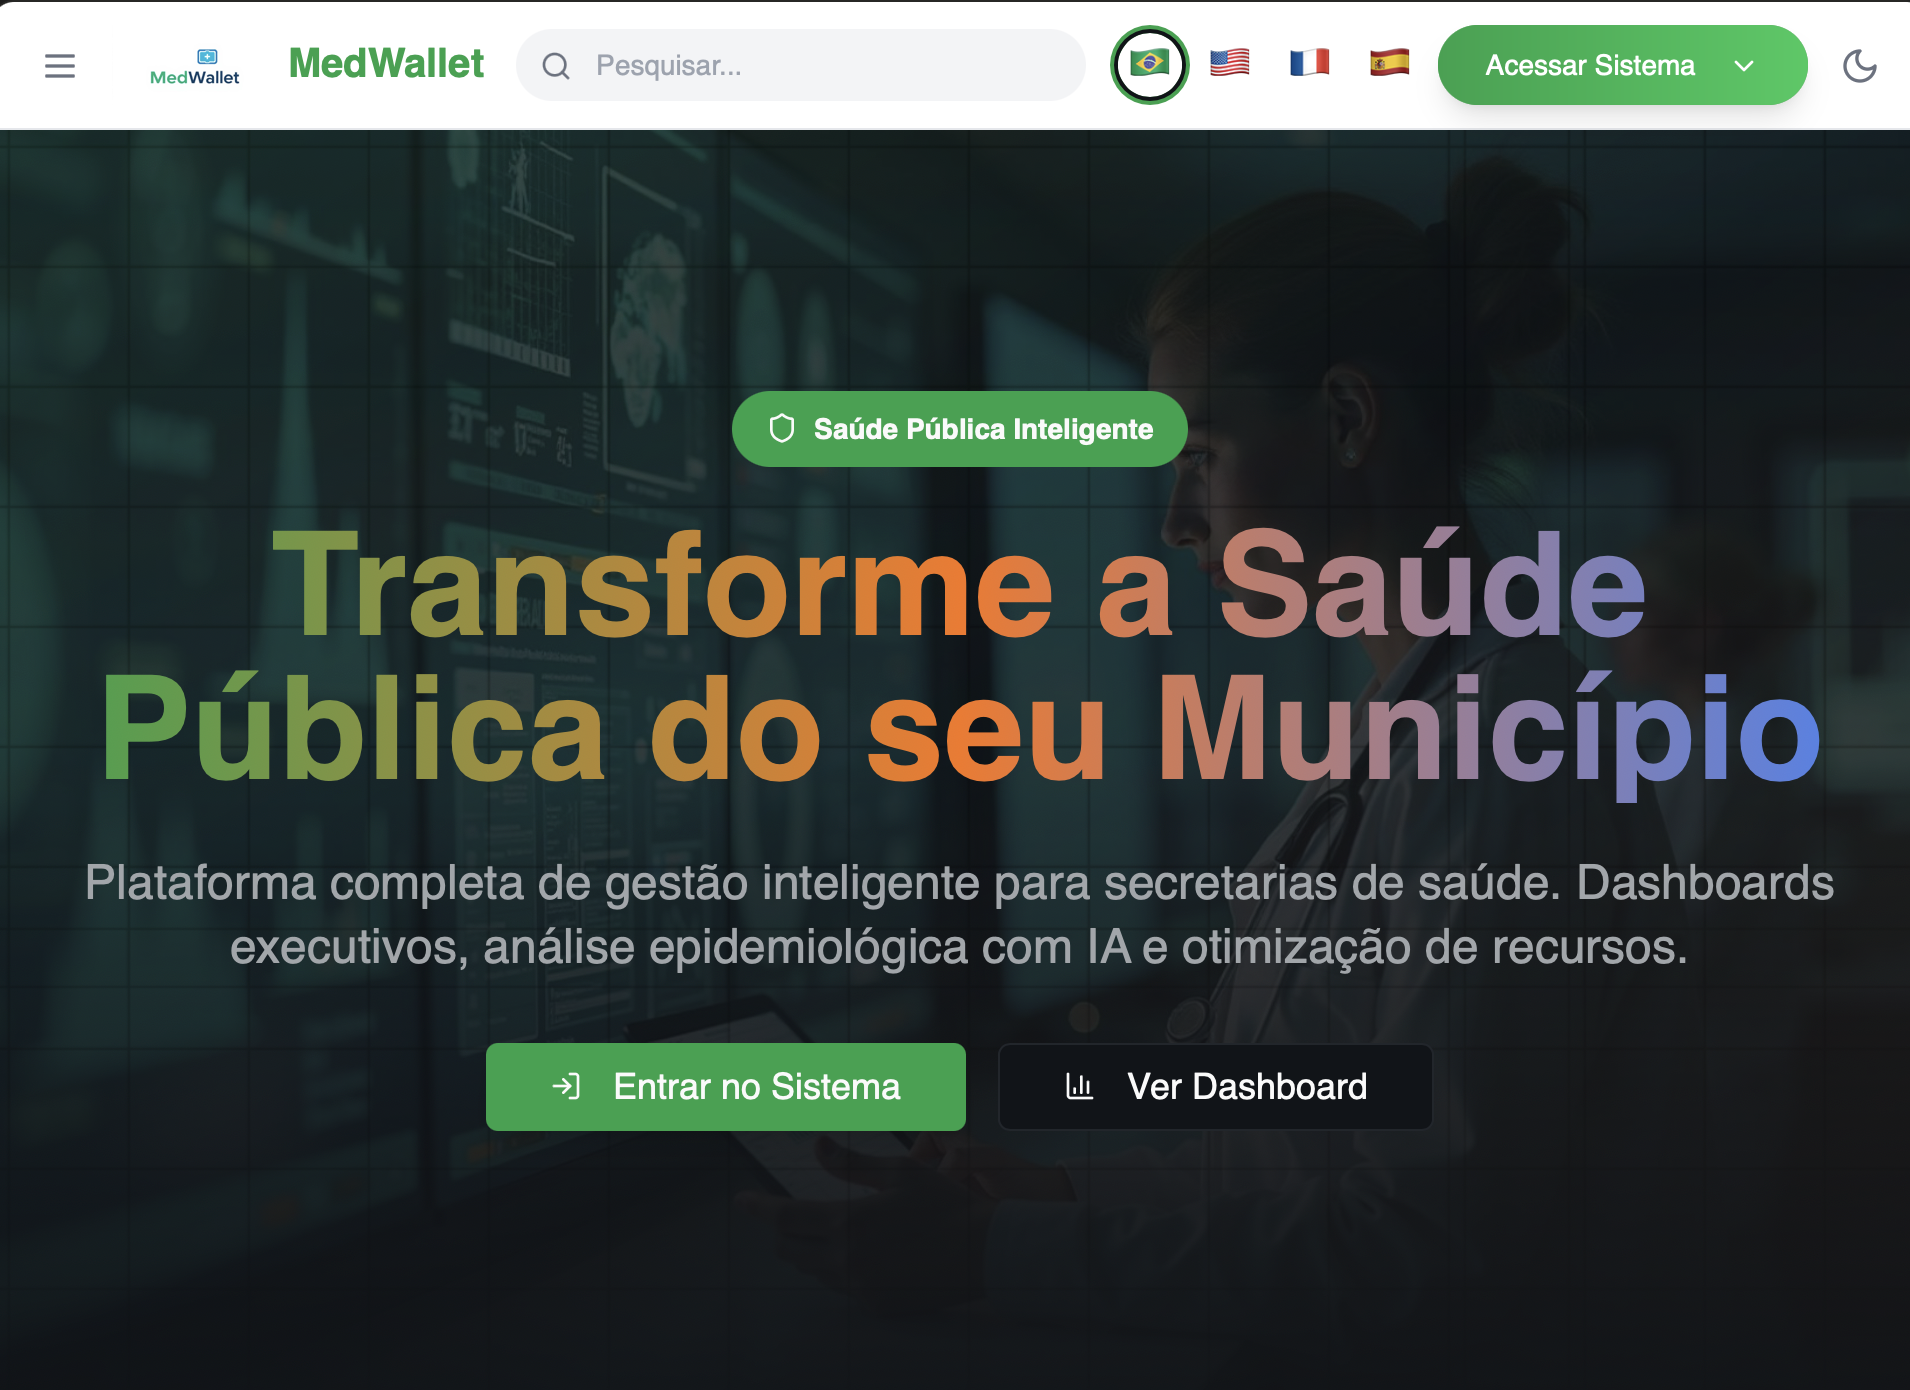 MedWallet
MedWallet
Pesquisar...
Acessar Sistema
Saúde Pública Inteligente
Transforme a Saúde
Pública do seu Município
Plataforma completa de gestão inteligente para secretarias de saúde. Dashboards
executivos, análise epidemiológica com IA e otimização de recursos.
Entrar no Sistema
Ver Dashboard